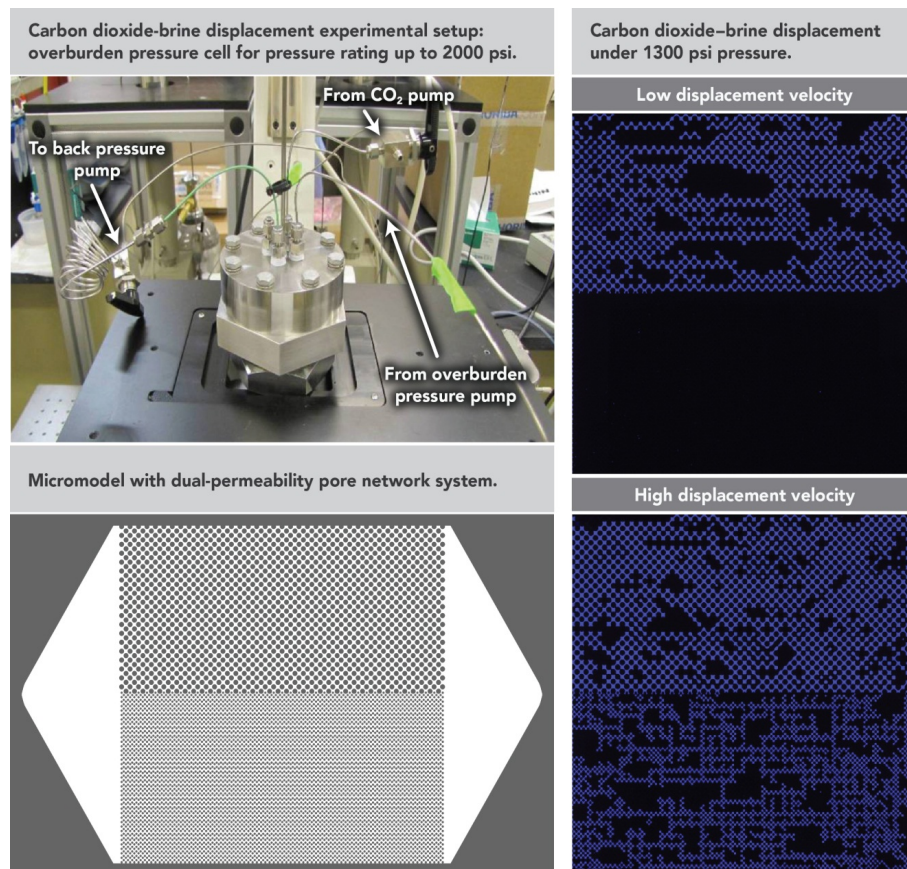 Carbon dioxide-brine displacement experimental setup:
overburden pressure cell for pressure rating up to 2000 psi.
From CO₂ pump
To back pressure
pump
From overburden
pressure pump
Micromodel with dual-permeability pore network system.
Carbon dioxide–brine displacement
under 1300 psi pressure.
Low displacement velocity
High displacement velocity